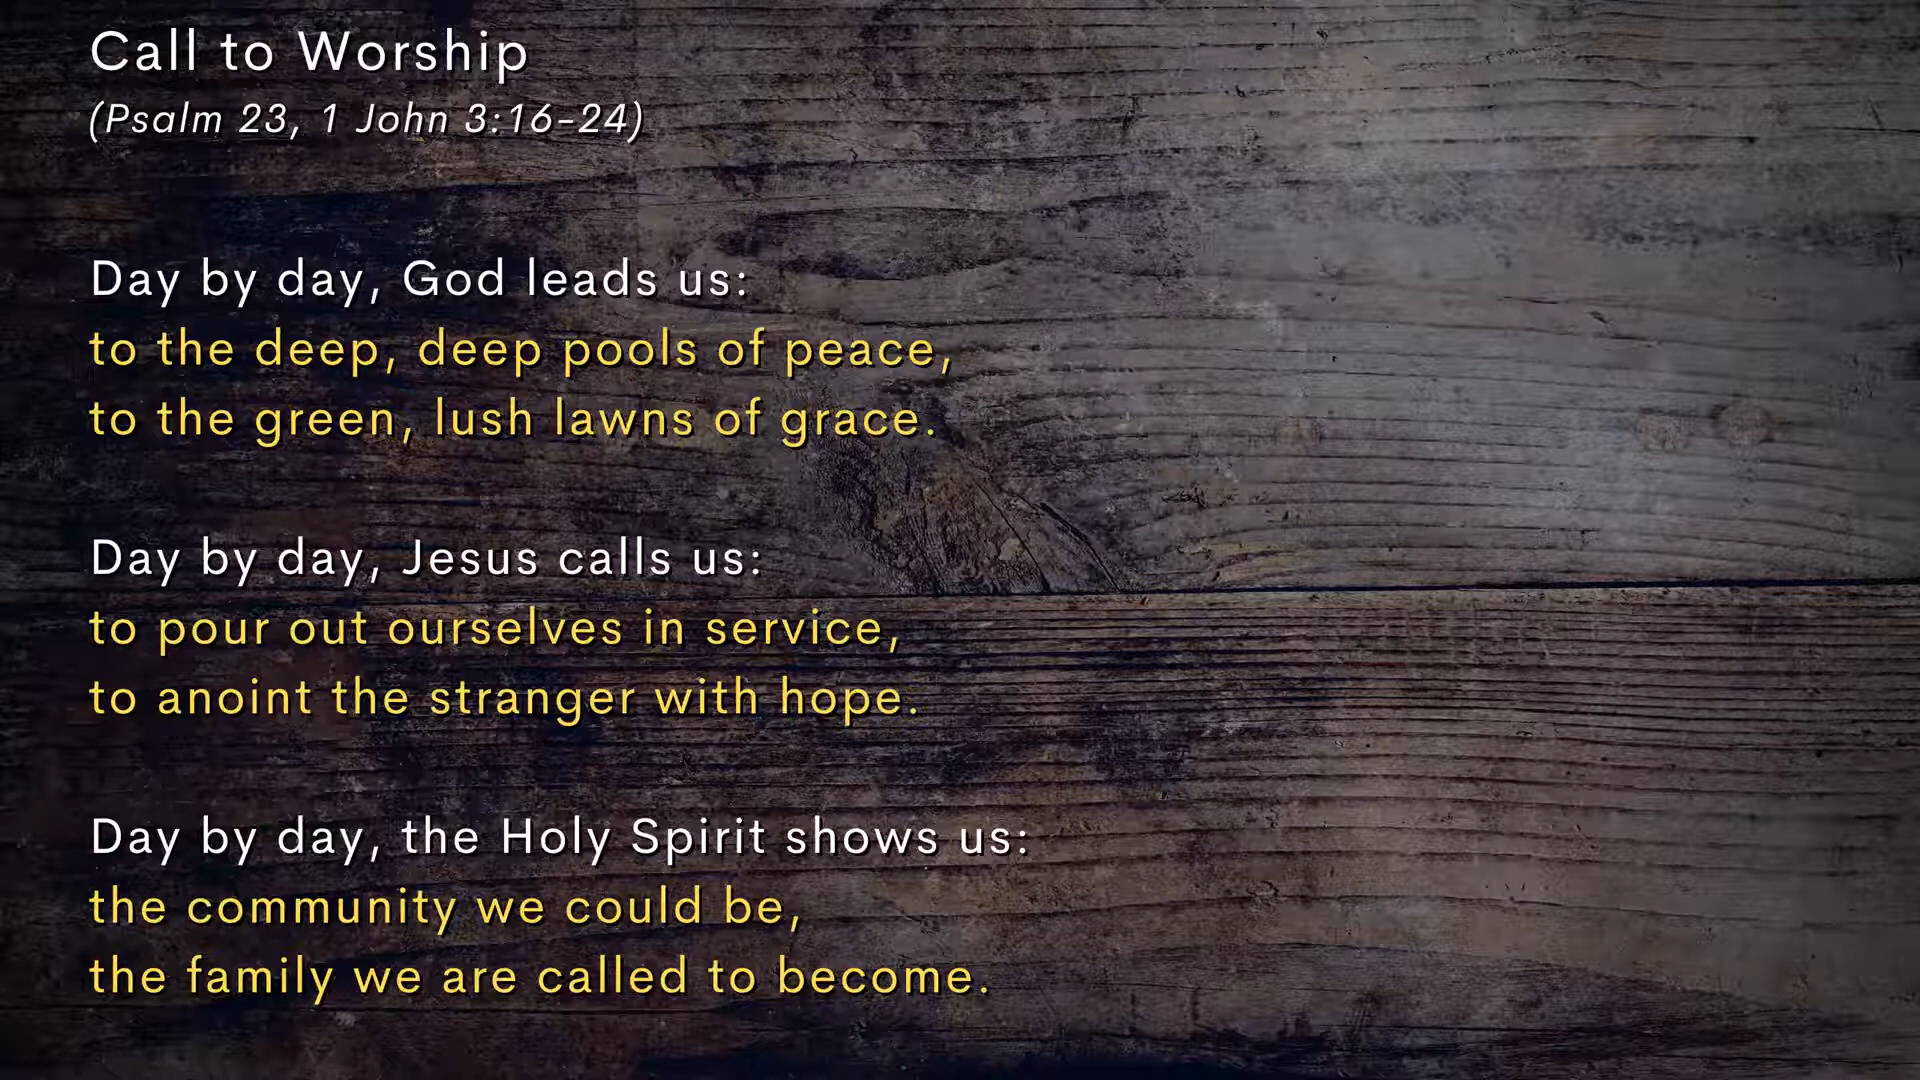 Call to Worship
(Psalm 23, 1 John 3:16-24)
Day by day, God leads us:
to the deep, deep pools of peace,
to the green, lush lawns of grace.
Day by day, Jesus calls us:
to pour out ourselves in service,
to anoint the stranger with hope.
Day by day, the Holy Spirit shows us:
the community we could be,
the family we are called to become.